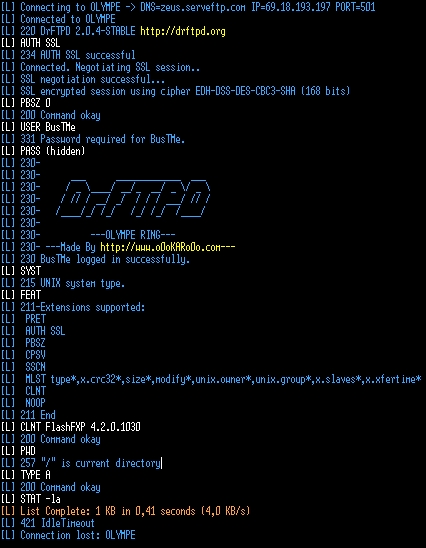 [L] Connecting to OLYMPE -> DNS=zeus.serveftp.com IP=69.18.193.197 PORT=501
[L] Connected to OLYMPE
[L] 220 DrFTPD 2.0.4-STABLE http://drftpd.org
[L] AUTH SSL
[L] 234 AUTH SSL successful
[L] Connected. Negotiating SSL session..
[L] SSL negotiation successful...
[L] SSL encrypted session using cipher EDH-DSS-DES-CBC3-SHA (168 bits)
[L] PBSZ 0
[L] 200 Command okay
[L] USER BusTMe
[L] 331 Password required for BusTMe.
[L] PASS (hidden)
[L] 230-
[L] 230-
[L] 230-
[L] 230-
[L] 230-
[L] 230-
[L] 230- ---OLYMPE RING---
[L] 230- ---Made By http://www.oOoKARoOo.com---
[L] 230 BusTMe logged in successfully.
[L] SYST
[L] 215 UNIX system type.
[L] FEAT
[L] 211-Extensions supported:
[L] PRET
[L] AUTH SSL
[L] PBSZ
[L] CPSV
[L] SSCN
[L] MLST type*,x.crc32*,size*,modify*,unix.owner*,unix.group*,x.slaves*,x.xfertime*
[L] CLNT
[L] NOOP
[L] 211 End
[L] CLNT FlashFXP 4.2.0.1030
[L] 200 Command okay
[L] PWD
[L] 257 "/" is current directory
[L] TYPE A
[L] 200 Command okay
[L] STAT -la
[L] List Complete: 1 KB in 0,41 seconds (4,0 KB/s)
[L] 421 IdleTimeout
[L] Connection lost: OLYMPE